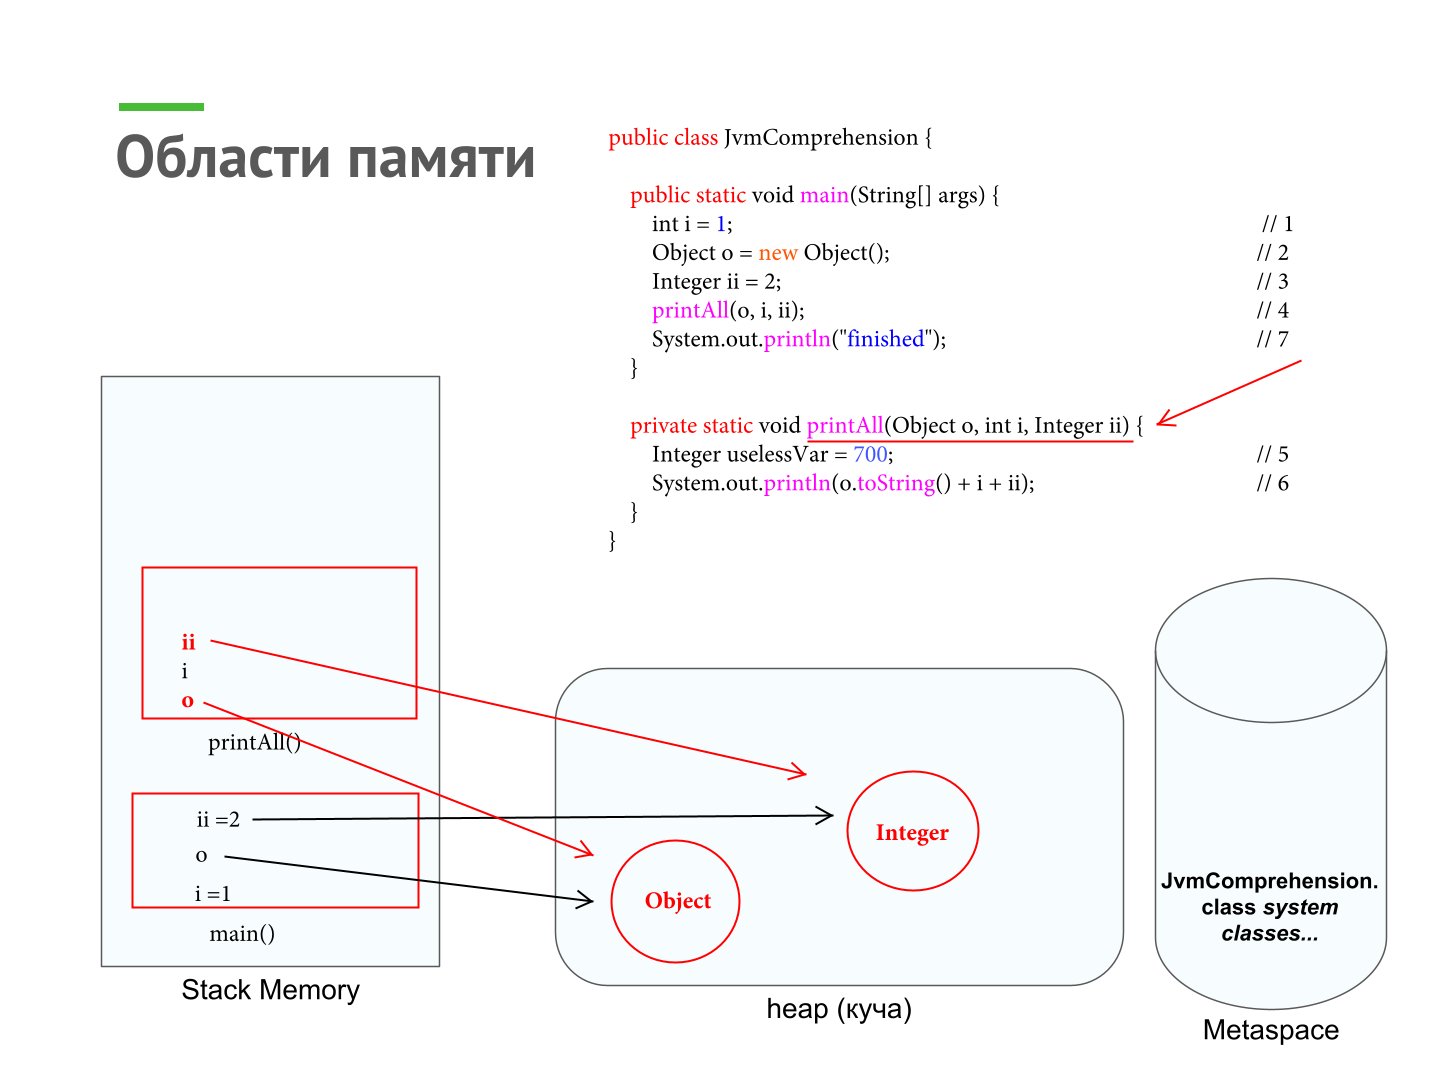 Области памяти
public class JvmComprehension {
public static void main(String[] args) {
int i = 1; // 1
Object o = new Object(); // 2
Integer ii = 2; // 3
printAll(o, i, ii); // 4
System.out.println("finished"); // 7
}
private static void printAll(Object o, int i, Integer ii) {
Integer uselessVar = 700; // 5
System.out.println(o.toString() + i + ii); // 6
}
}
ii
i
o
printAll()
ii =2
o
i =1
main()
Stack Memory
Integer
Object
heap (куча)
JvmComprehension.
class system
classes...
Metaspace